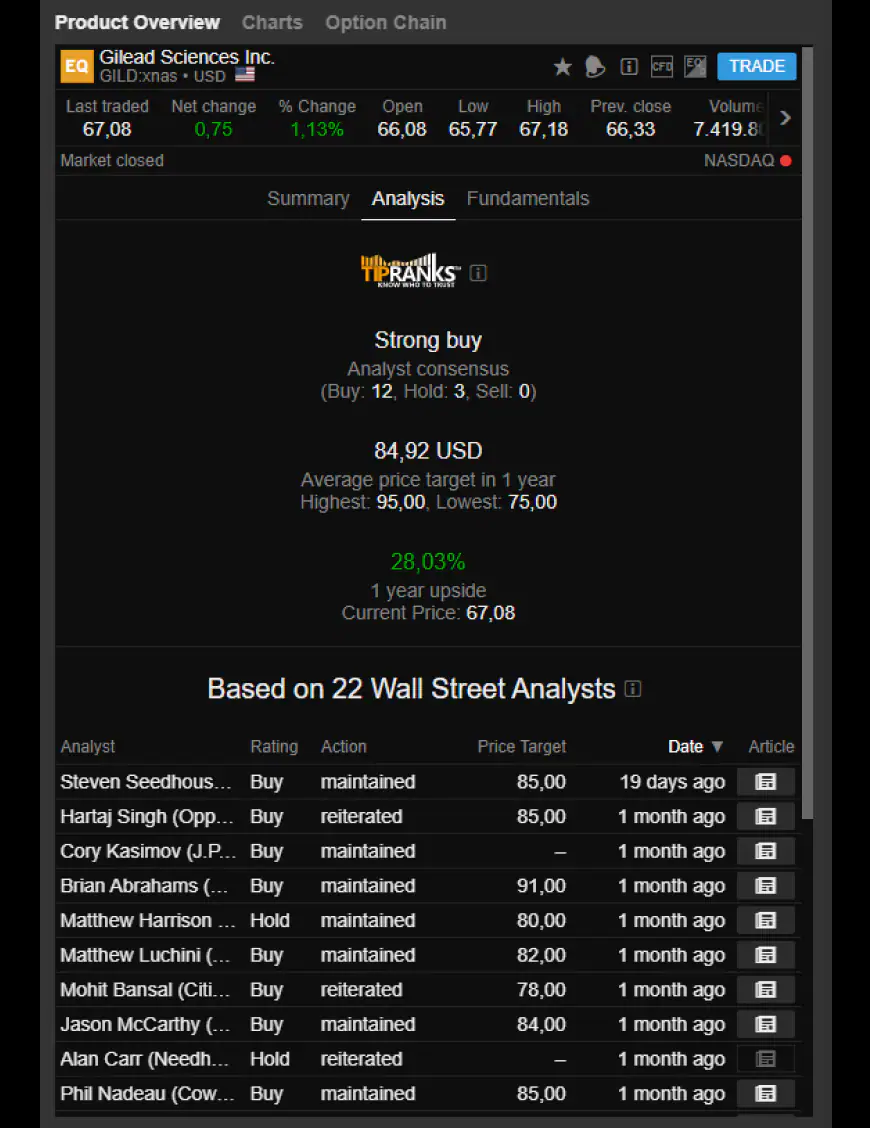 Product Overview Charts Option Chain
EQ Gilead Sciences Inc.
GILD:xnas • USD
CFD EQ TRADE
Last traded Net change % Change Open Low High Prev. close Volume
67,08 0,75 1,13% 66,08 65,77 67,18 66,33 7.419.8
Market closed NASDAQ
Summary Analysis Fundamentals
TIPRANKS™
KNOW WHO TO TRUST
Strong buy
Analyst consensus
(Buy: 12, Hold: 3, Sell: 0)
84,92 USD
Average price target in 1 year
Highest: 95,00, Lowest: 75,00
28,03%
1 year upside
Current Price: 67,08
Based on 22 Wall Street Analysts
Analyst Rating Action Price Target Date ▼ Article
Steven Seedhous... Buy maintained 85,00 19 days ago
Hartaj Singh (Opp... Buy reiterated 85,00 1 month ago
Cory Kasimov (J.P... Buy maintained – 1 month ago
Brian Abrahams (... Buy maintained 91,00 1 month ago
Matthew Harrison ... Hold maintained 80,00 1 month ago
Matthew Luchini (... Buy maintained 82,00 1 month ago
Mohit Bansal (Citi... Buy reiterated 78,00 1 month ago
Jason McCarthy (... Buy maintained 84,00 1 month ago
Alan Carr (Needh... Hold reiterated – 1 month ago
Phil Nadeau (Cow... Buy maintained 85,00 1 month ago